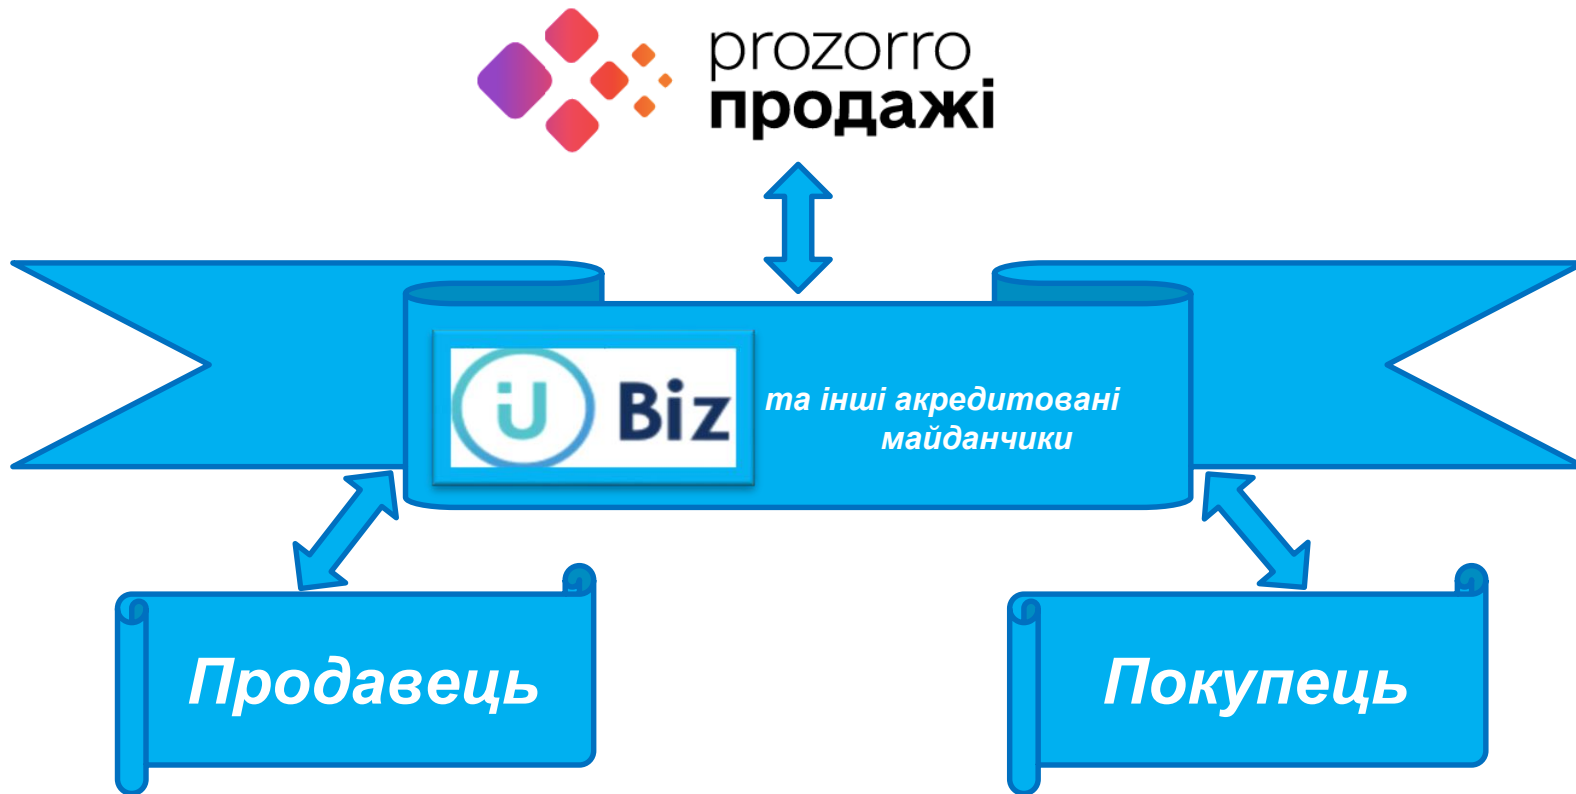 prozorro
продажі
U Biz
та інші акредитовані
майданчики
Продавець
Покупець